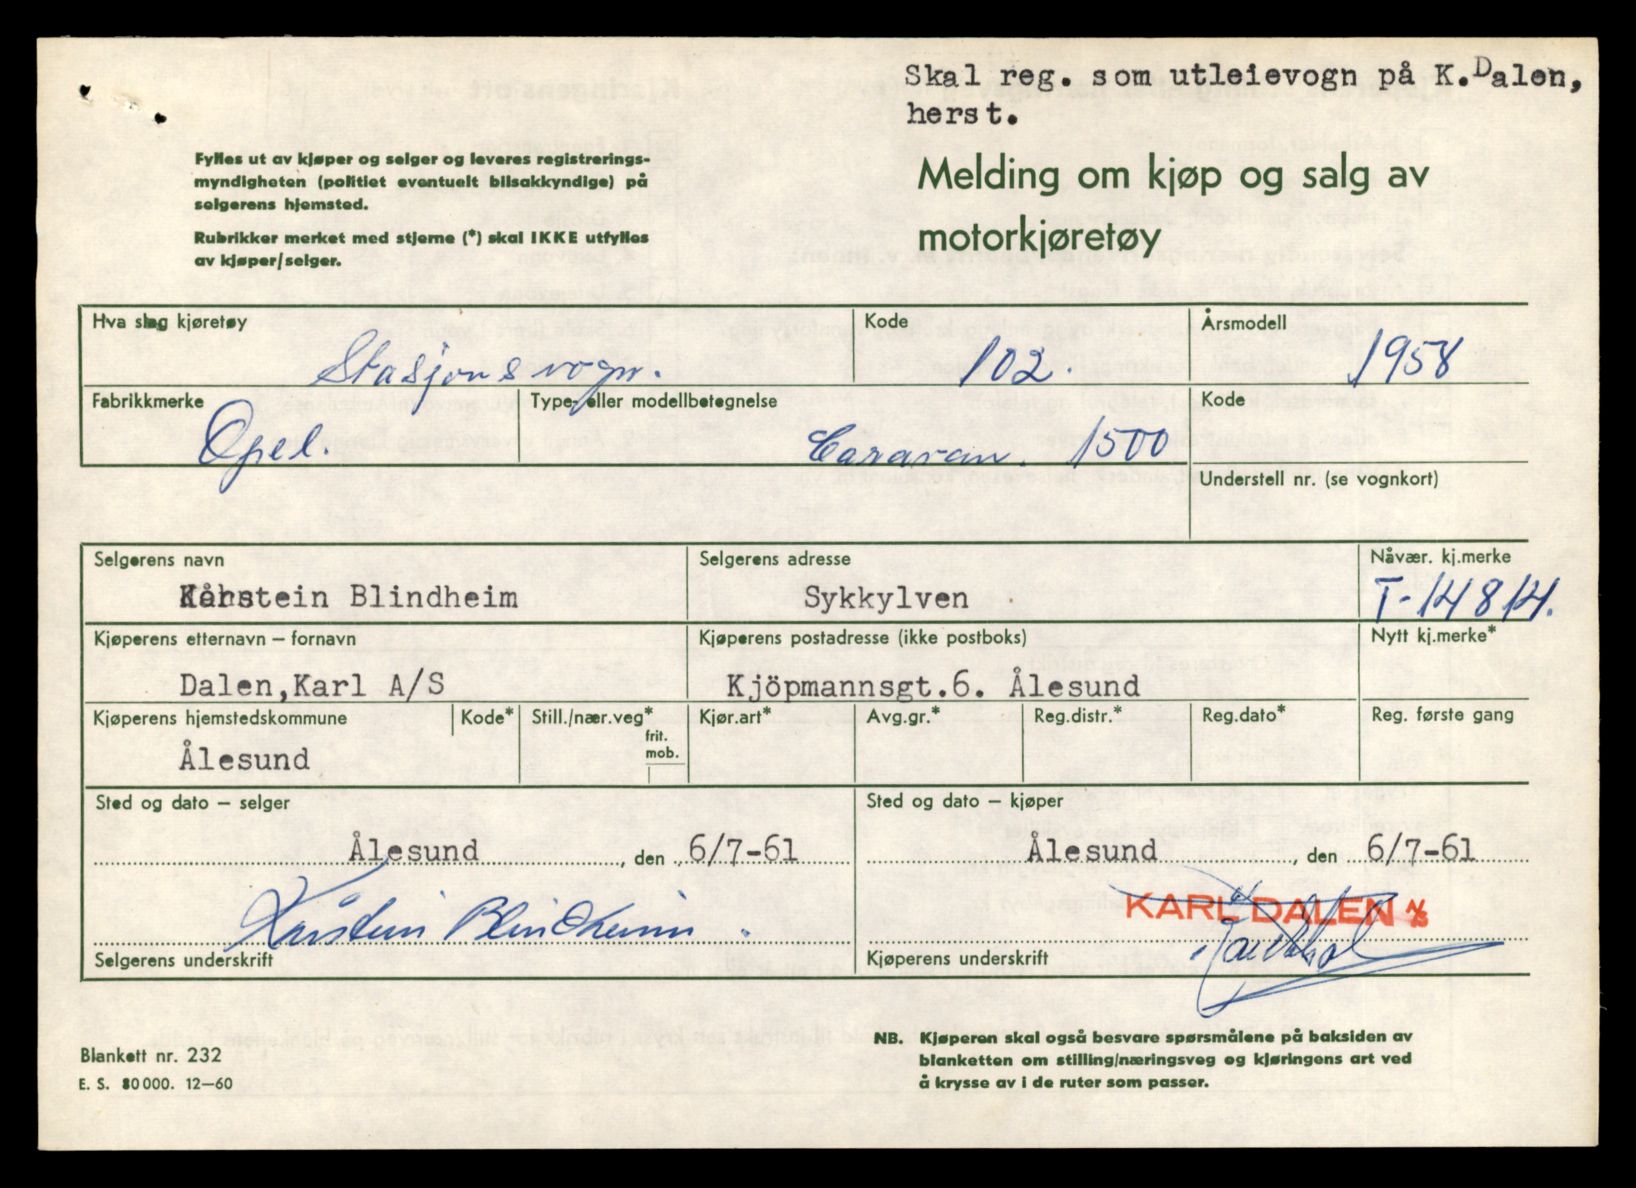 Skal reg. som utleievogn på K.Dalen,
herst.
Fylles ut av kjøper og selger og leveres registrerings-
myndigheten (politiet eventuelt bilsakkyndige) på
selgerens hjemsted.
Rubrikker merket med stjerne (*) skal IKKE utfylles
av kjøper/selger.
Melding om kjøp og salg av
motorkjøretøy
Hva slag kjøretøy
Kode
Årsmodell
Stasjonsvogn.
102.
1958
Fabrikkmerke
Type- eller modellbetegnelse
Kode
Opel.
Caravan. 1500
Understell nr. (se vognkort)
Selgerens navn
Selgerens adresse
Nåvær. kj.merke
Kårstein Blindheim
Sykkylven
T-14814.
Kjøperens etternavn – fornavn
Kjøperens postadresse (ikke postboks)
Nytt kj.merke*
Dalen,Karl A/S
Kjöpmannsgt.6. Ålesund
Kjøperens hjemstedskommune
Kode*
Still./nær.veg*
frit.
mob.
Kjør.art*
Avg.gr.*
Reg.distr.*
Reg.dato*
Reg. første gang
Ålesund
Sted og dato – selger
Sted og dato – kjøper
Ålesund, den 6/7-61
Ålesund, den 6/7-61
Kårstein Blindheim.
KARL DALEN A/S
Selgerens underskrift
Kjøperens underskrift
Blankett nr. 232
E. S. 80000. 12–60
NB. Kjøperen skal også besvare spørsmålene på baksiden av
blanketten om stilling/næringsveg og kjøringens art ved
å krysse av i de ruter som passer.